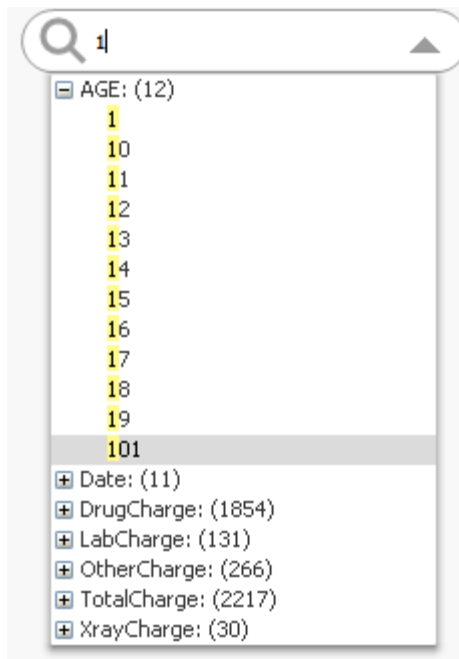 1
AGE: (12)
1
10
11
12
13
14
15
16
17
18
19
101
Date: (11)
DrugCharge: (1854)
LabCharge: (131)
OtherCharge: (266)
TotalCharge: (2217)
XrayCharge: (30)